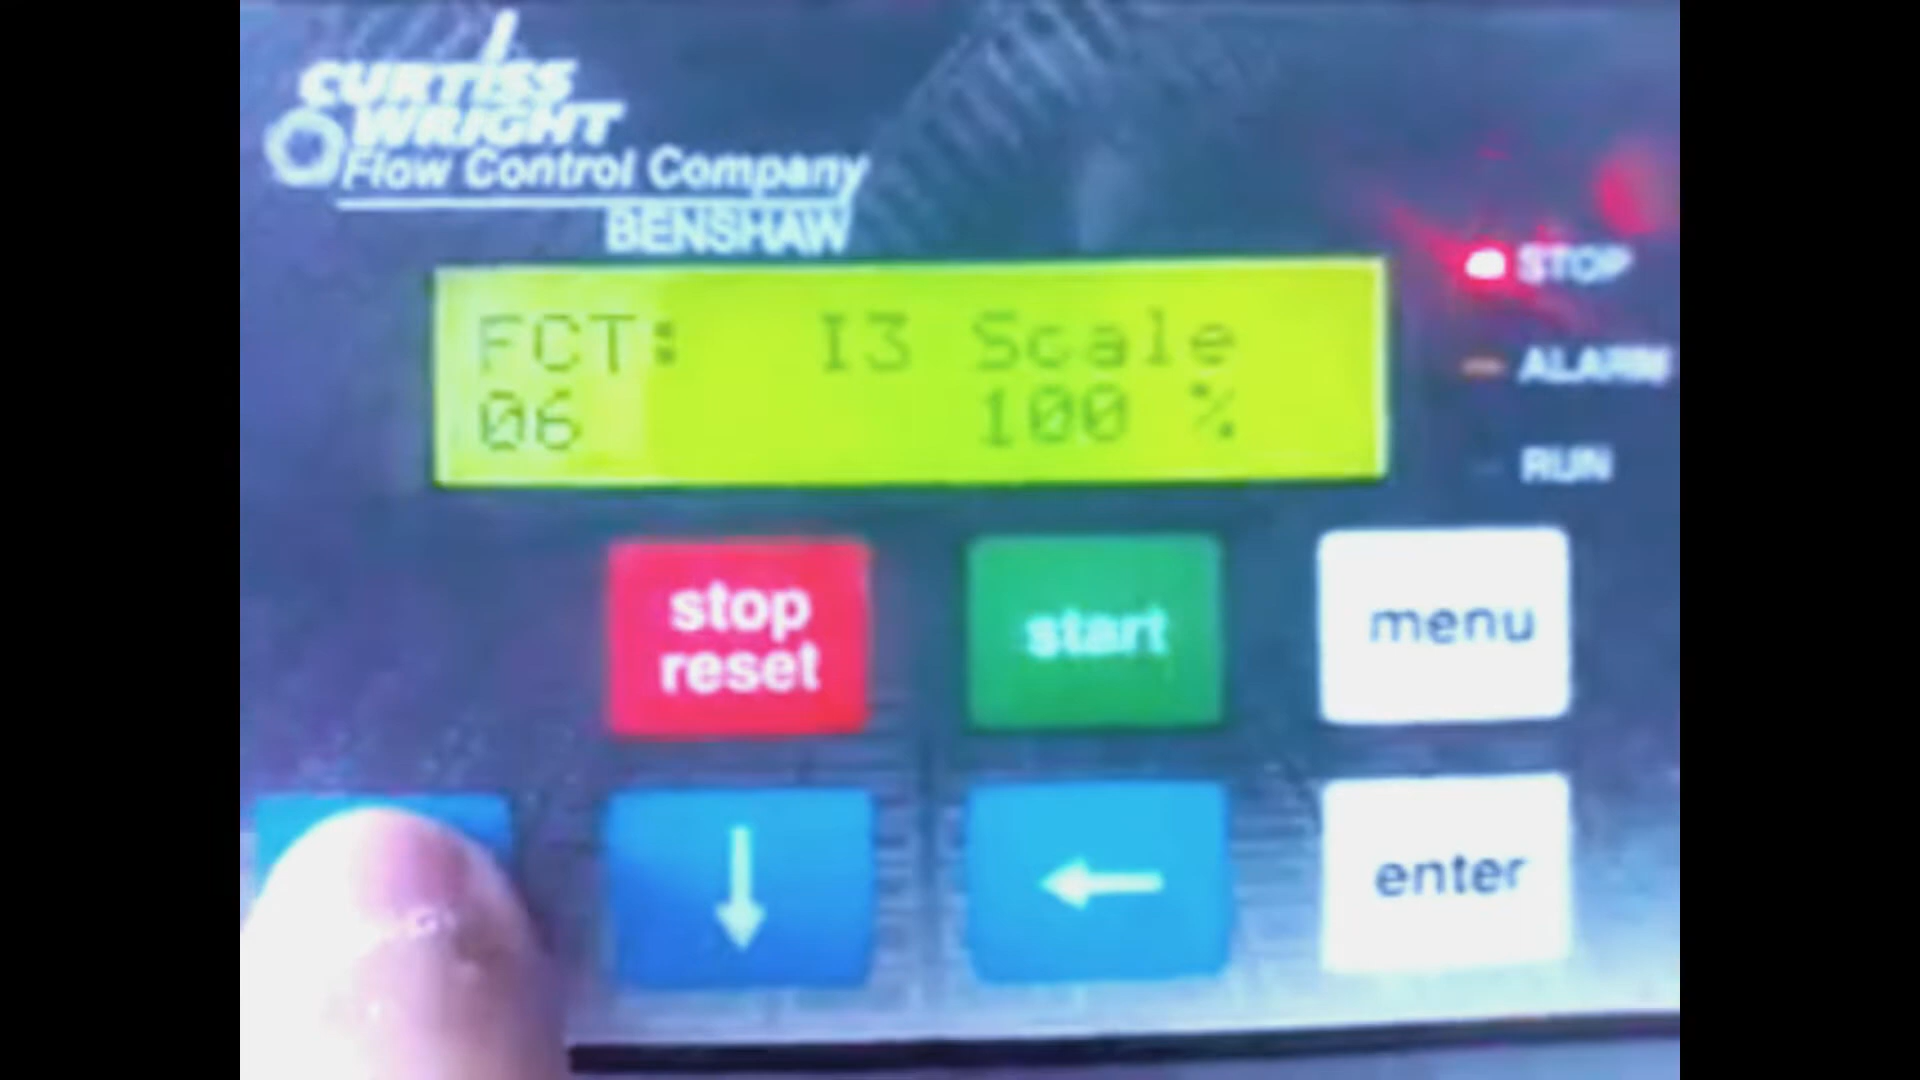 CURTISS
WRIGHT
Flow Control Company
BENSHAW
FCT: I3 Scale
06 100 %
STOP
ALARM
RUN
stop
reset
start
menu
enter